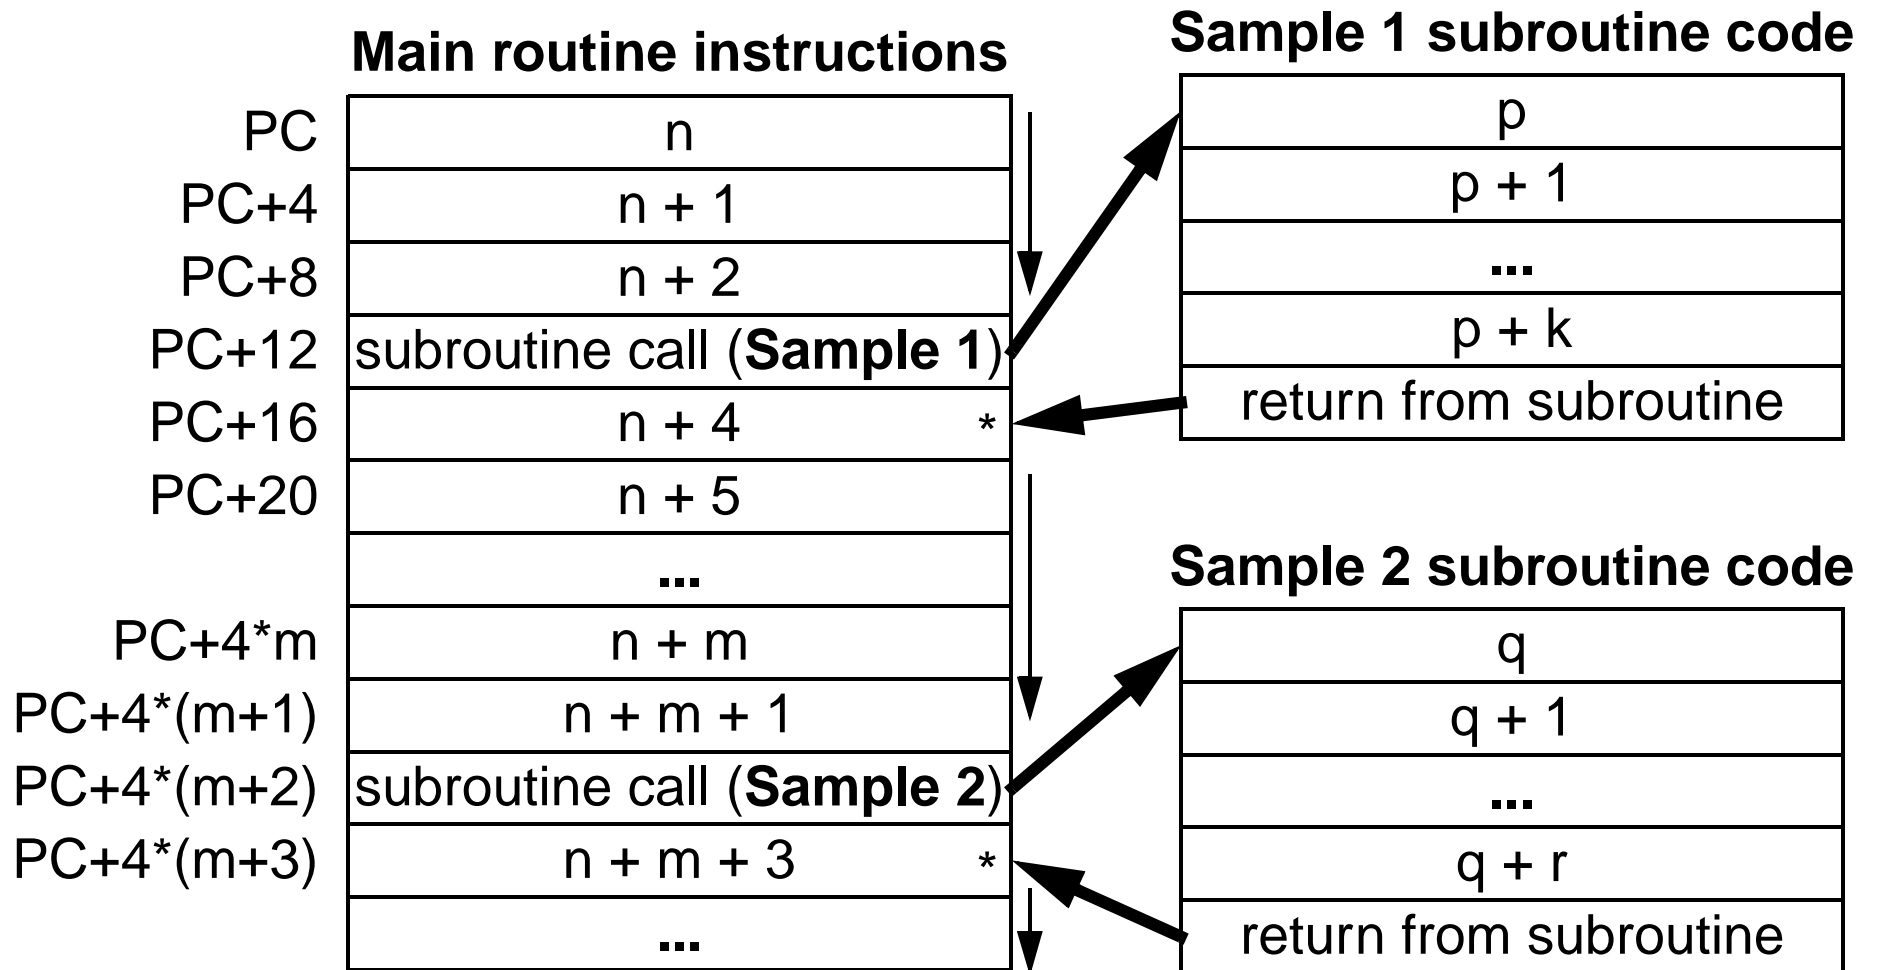 Main routine instructions
PC n
PC+4 n + 1
PC+8 n + 2
PC+12 subroutine call (Sample 1)
PC+16 n + 4 *
PC+20 n + 5
...
PC+4*m n + m
PC+4*(m+1) n + m + 1
PC+4*(m+2) subroutine call (Sample 2)
PC+4*(m+3) n + m + 3 *
...
Sample 1 subroutine code
p
p + 1
...
p + k
return from subroutine
Sample 2 subroutine code
q
q + 1
...
q + r
return from subroutine